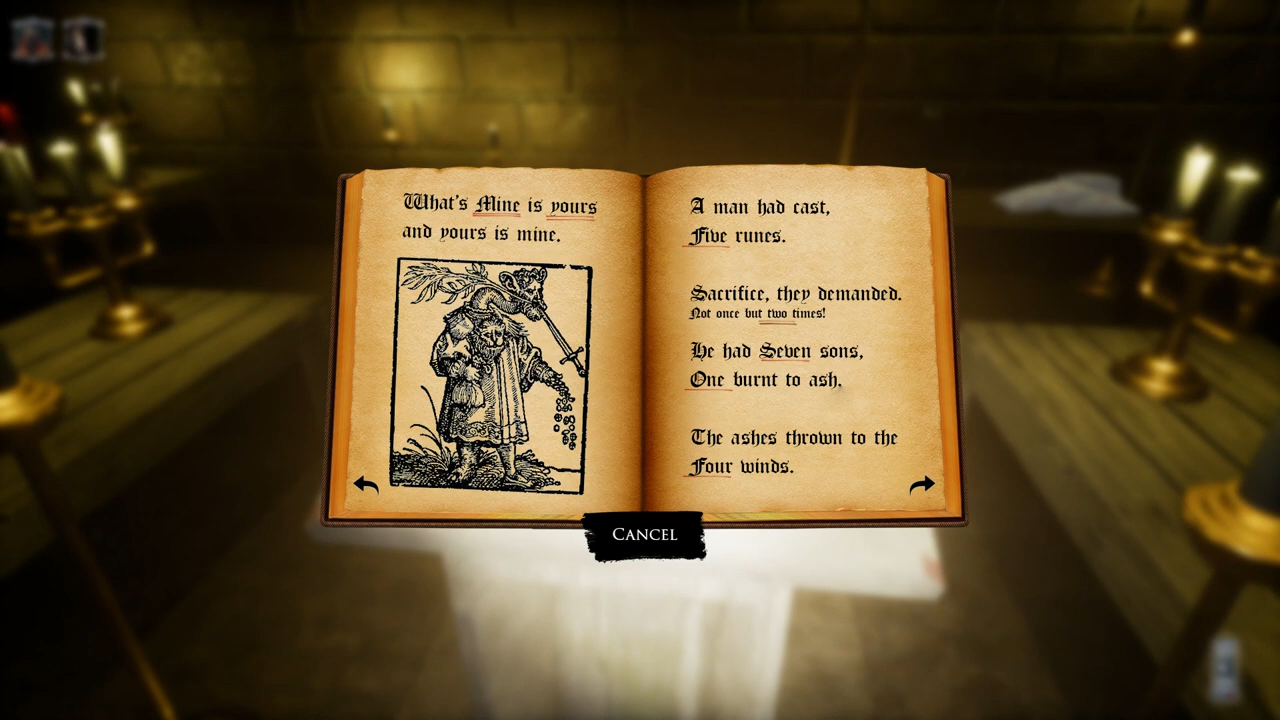 What's Mine is yours
and yours is mine.
A man had cast,
Five runes.
Sacrifice, they demanded.
Not once but two times!
He had Seven sons,
One burnt to ash.
The ashes thrown to the
Four winds.
Cancel